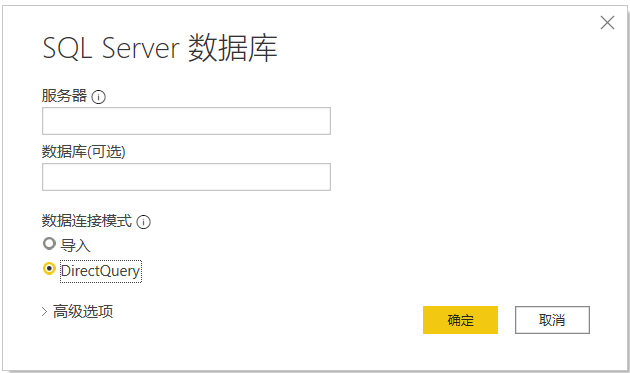 SQL Server 数据库
服务器
数据库(可选)
数据连接模式
导入
DirectQuery
高级选项
确定
取消